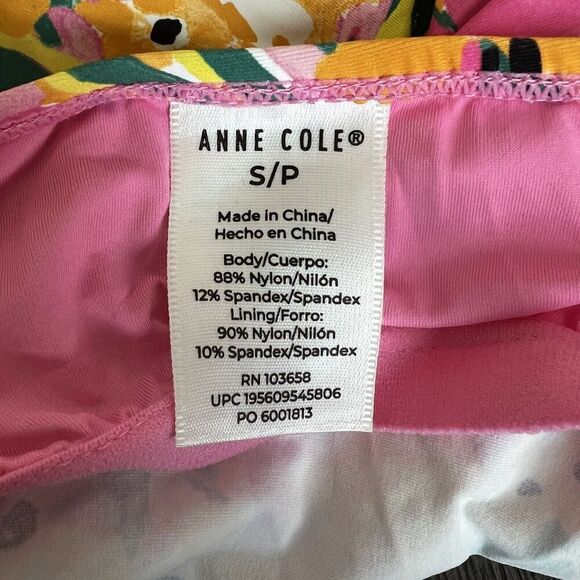 ANNE COLE®
S/P
Made in China/
Hecho en China
Body/Cuerpo:
88% Nylon/Nilón
12% Spandex/Spandex
Lining/Forro:
90% Nylon/Nilón
10% Spandex/Spandex
RN 103658
UPC 195609545806
PO 6001813